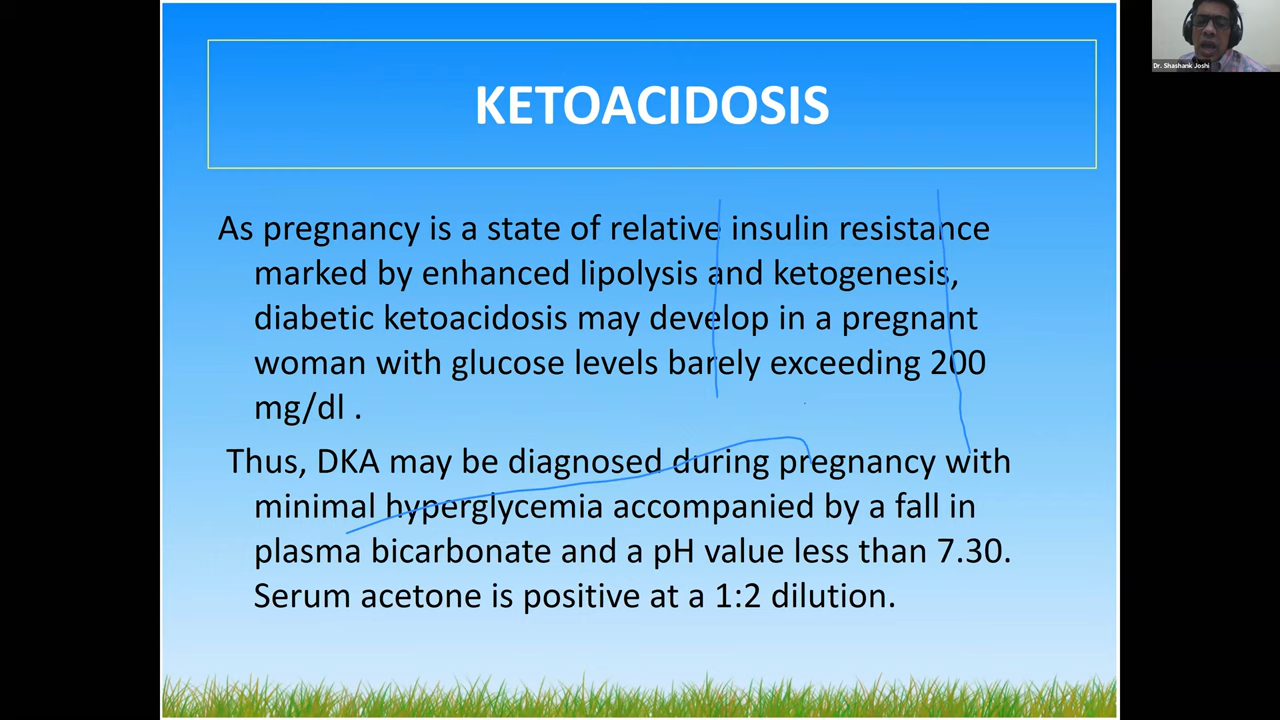 KETOACIDOSIS
As pregnancy is a state of relative insulin resistance
marked by enhanced lipolysis and ketogenesis,
diabetic ketoacidosis may develop in a pregnant
woman with glucose levels barely exceeding 200
mg/dl .
Thus, DKA may be diagnosed during pregnancy with
minimal hyperglycemia accompanied by a fall in
plasma bicarbonate and a pH value less than 7.30.
Serum acetone is positive at a 1:2 dilution.
Dr. Shashank Joshi